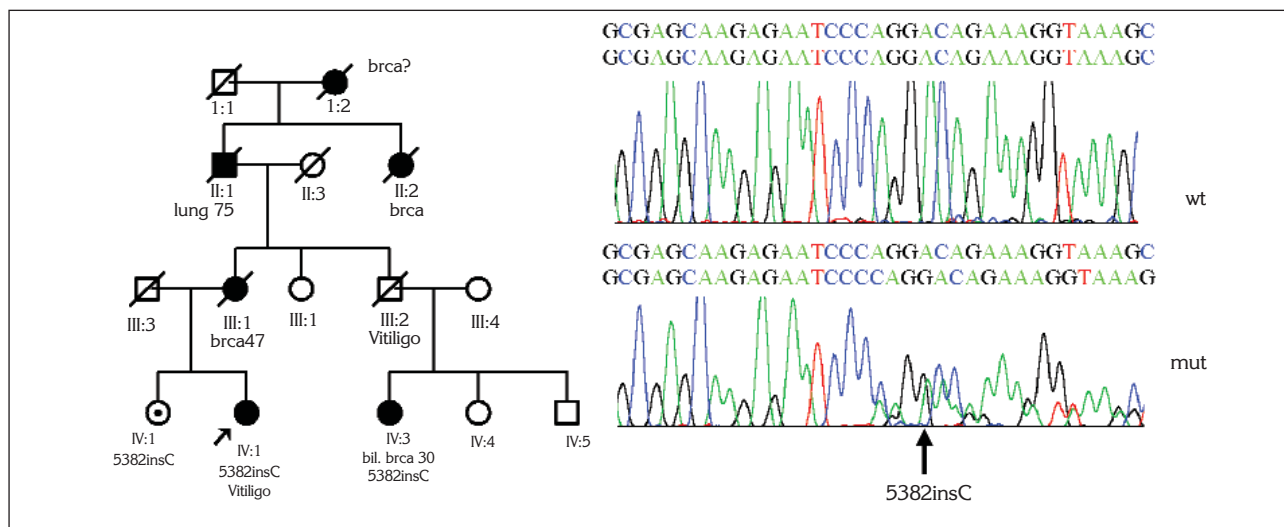 brca?
1:1
1:2
II:1
lung 75
II:3
II:2
brca
III:3
III:1
brca47
III:1
III:2
Vitiligo
III:4
IV:1
5382insC
IV:1
5382insC
Vitiligo
IV:3
bil. brca 30
5382insC
IV:4
IV:5
GCGAGCAAGAGAATCCCAGGACAGAAAGGTAAAGC
GCGAGCAAGAGAATCCCAGGACAGAAAGGTAAAGC
wt
GCGAGCAAGAGAATCCCAGGACAGAAAGGTAAAGC
GCGAGCAAGAGAATCCCCAGGACAGAAAGGTAAAG
mut
5382insC